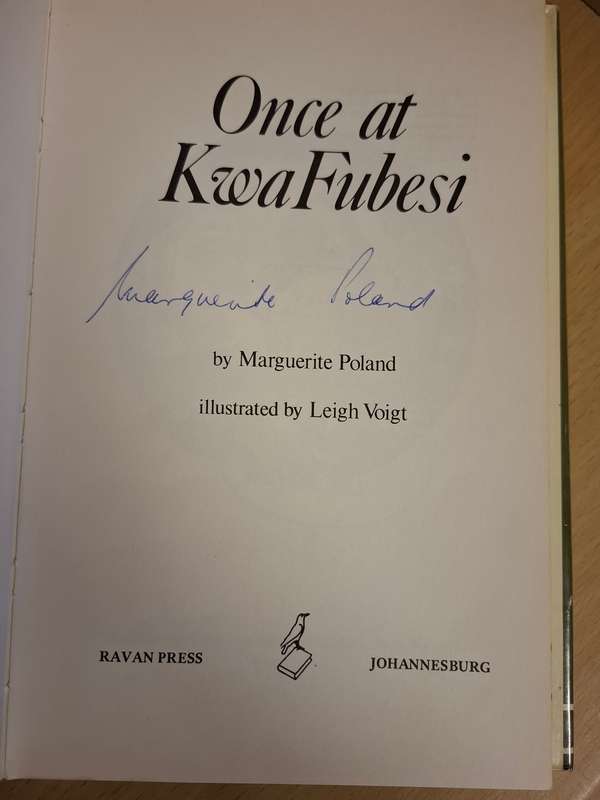 Once at
KwaFubesi
Marguerite Poland
by Marguerite Poland
illustrated by Leigh Voigt
RAVAN PRESS JOHANNESBURG